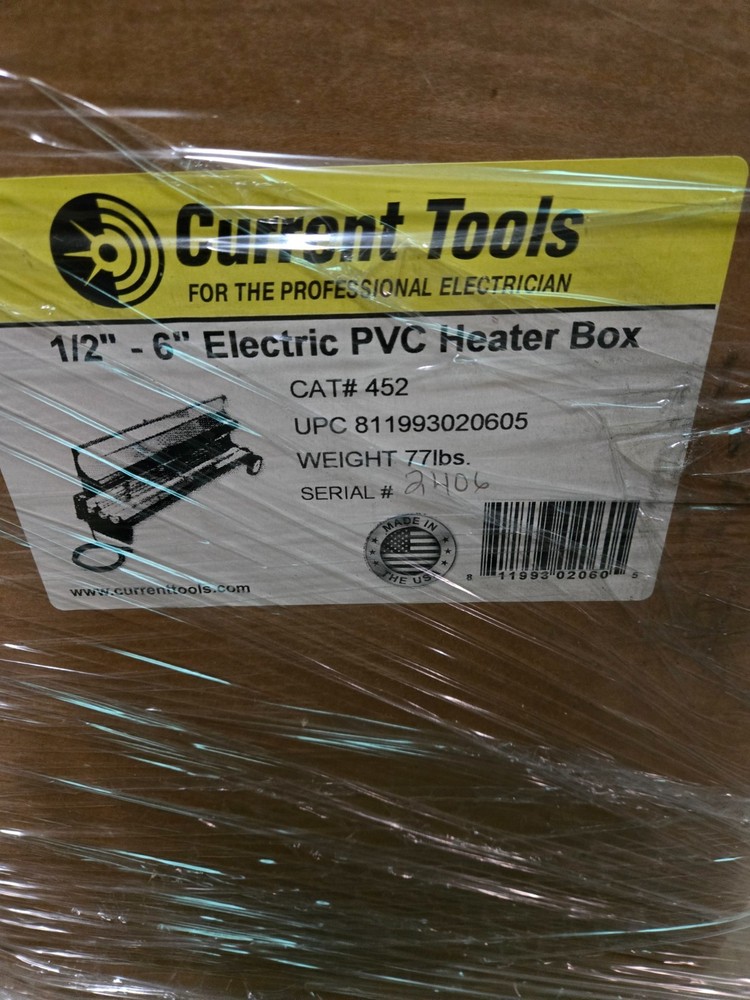 Current Tools
FOR THE PROFESSIONAL ELECTRICIAN
1/2" - 6" Electric PVC Heater Box
CAT# 452
UPC 811993020605
WEIGHT 77lbs.
SERIAL # 2406
MADE IN
THE US
8 11993 02060 5
www.currenttools.com